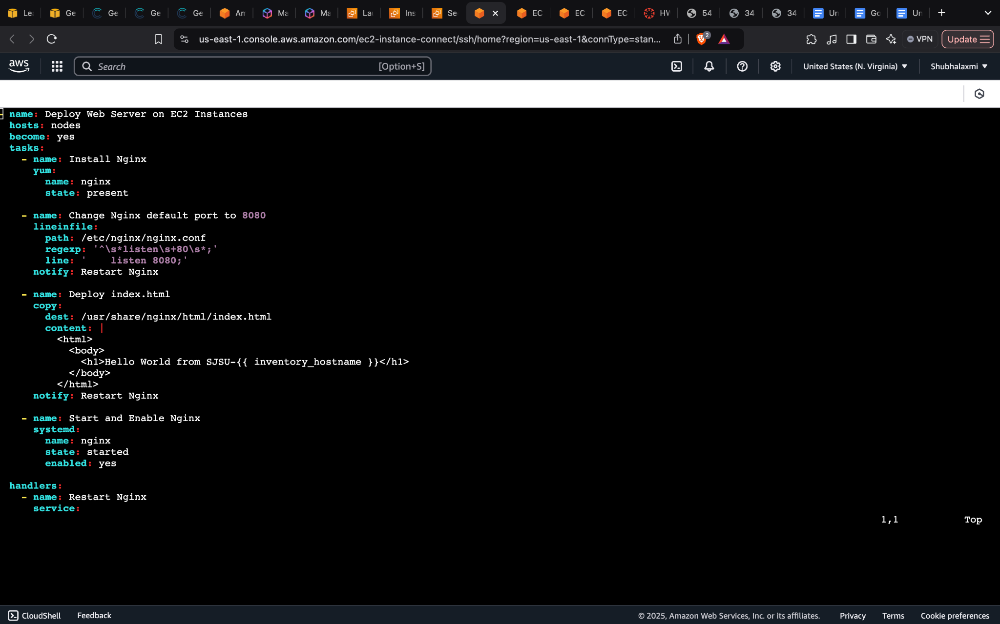 Le
Ge
Ge
Ge
Ge
Am
Ma
Ma
La
Ins
Se
EC
EC
EC
HW
54
34
34
Un
Go
Un
us-east-1.console.aws.amazon.com/ec2-instance-connect/ssh/home?region=us-east-1&connType=stan...
2
VPN
Update
aws
Search
[Option+S]
United States (N. Virginia)
Shubhalaxmi
- name: Deploy Web Server on EC2 Instances
  hosts: nodes
  become: yes
  tasks:
    - name: Install Nginx
      yum:
        name: nginx
        state: present

    - name: Change Nginx default port to 8080
      lineinfile:
        path: /etc/nginx/nginx.conf
        regexp: '^\s*listen\s+80\s*;'
        line: '    listen 8080;'
      notify: Restart Nginx

    - name: Deploy index.html
      copy:
        dest: /usr/share/nginx/html/index.html
        content: |
          <html>
            <body>
              <h1>Hello World from SJSU-{{ inventory_hostname }}</h1>
            </body>
          </html>
      notify: Restart Nginx

    - name: Start and Enable Nginx
      systemd:
        name: nginx
        state: started
        enabled: yes

  handlers:
    - name: Restart Nginx
      service:
1,1 Top
CloudShell
Feedback
© 2025, Amazon Web Services, Inc. or its affiliates.
Privacy
Terms
Cookie preferences